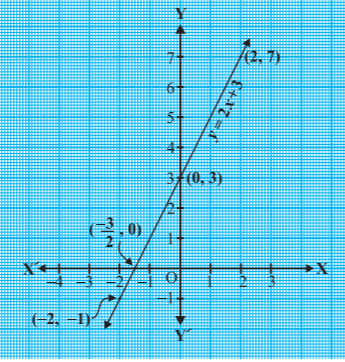 Y
7
(2, 7)
6
5
y = 2x+3
4
3
(0, 3)
2
(−3/2, 0)
1
X′
X
−4 −3 −2 −1 O 1 2 3
−1
(−2, −1)
Y′